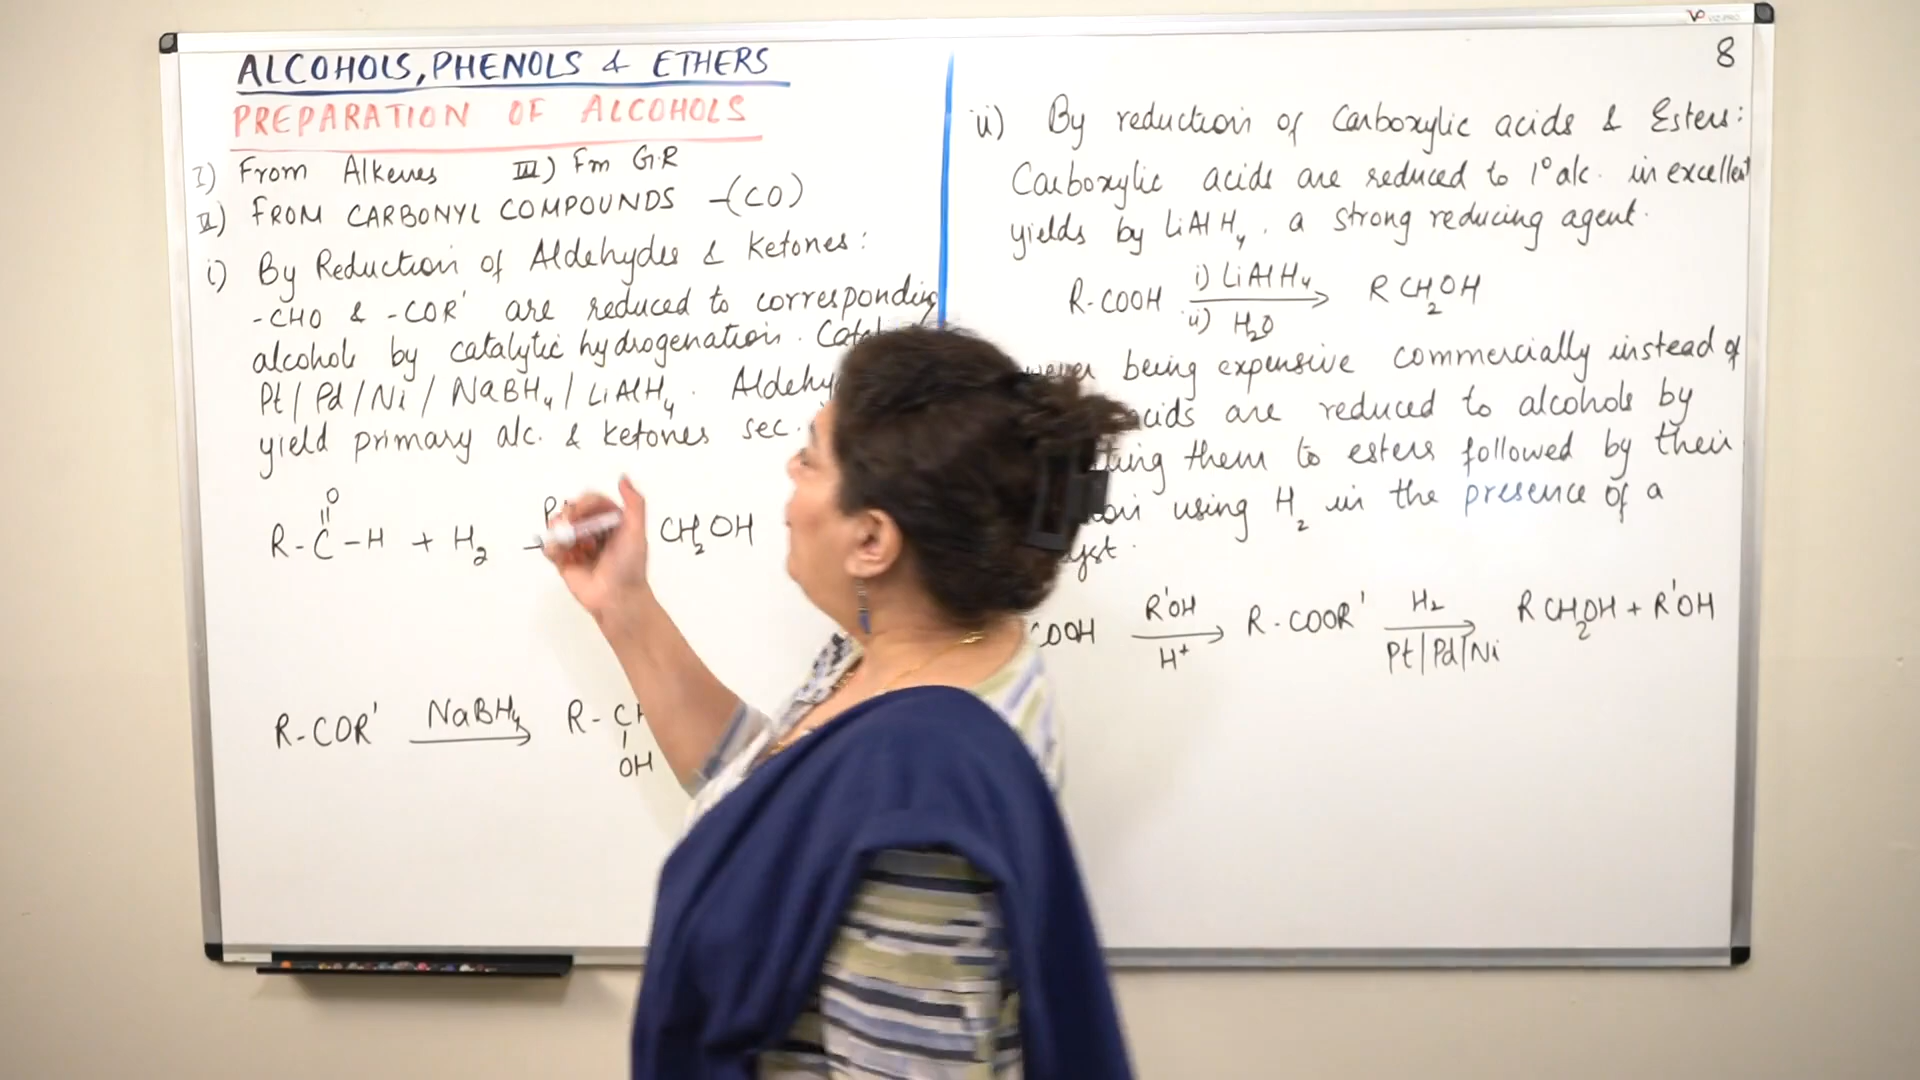 ALCOHOLS, PHENOLS & ETHERS
PREPARATION OF ALCOHOLS
I) From Alkenes III) Fm G.R
II) FROM CARBONYL COMPOUNDS -(CO)
i) By Reduction of Aldehydes & Ketones:
-CHO & -COR' are reduced to corresponding
alcohols by catalytic hydrogenation.
Pt/Pd/Ni/NaBH4/LiAlH4.
yield primary alc. & ketones sec.
O
R-C-H + H2 → CH2OH
R-COR' NaBH4 → R-CH
OH
8
ii) By reduction of Carboxylic acids & Esters:
Carboxylic acids are reduced to 1° alc. in excellent
yields by LiAlH4, a strong reducing agent.
R-COOH i) LiAlH4 → RCH2OH
ii) H2O
being expensive commercially instead of
acids are reduced to alcohols by
them to esters followed by their
using H2 in the presence of a
COOH R'OH → R-COOR' H2 → RCH2OH + R'OH
H+ Pt/Pd/Ni